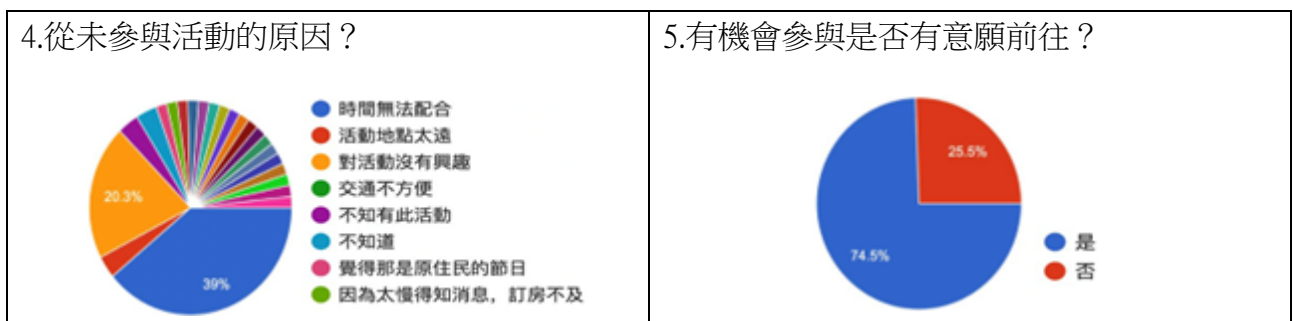 4.從未參與活動的原因？
時間無法配合
活動地點太遠
對活動沒有興趣
交通不方便
不知有此活動
不知道
覺得那是原住民的節日
因為太慢得知消息，訂房不及
20.3%
39%
5.有機會參與是否有意願前往？
25.5%
74.5%
是
否